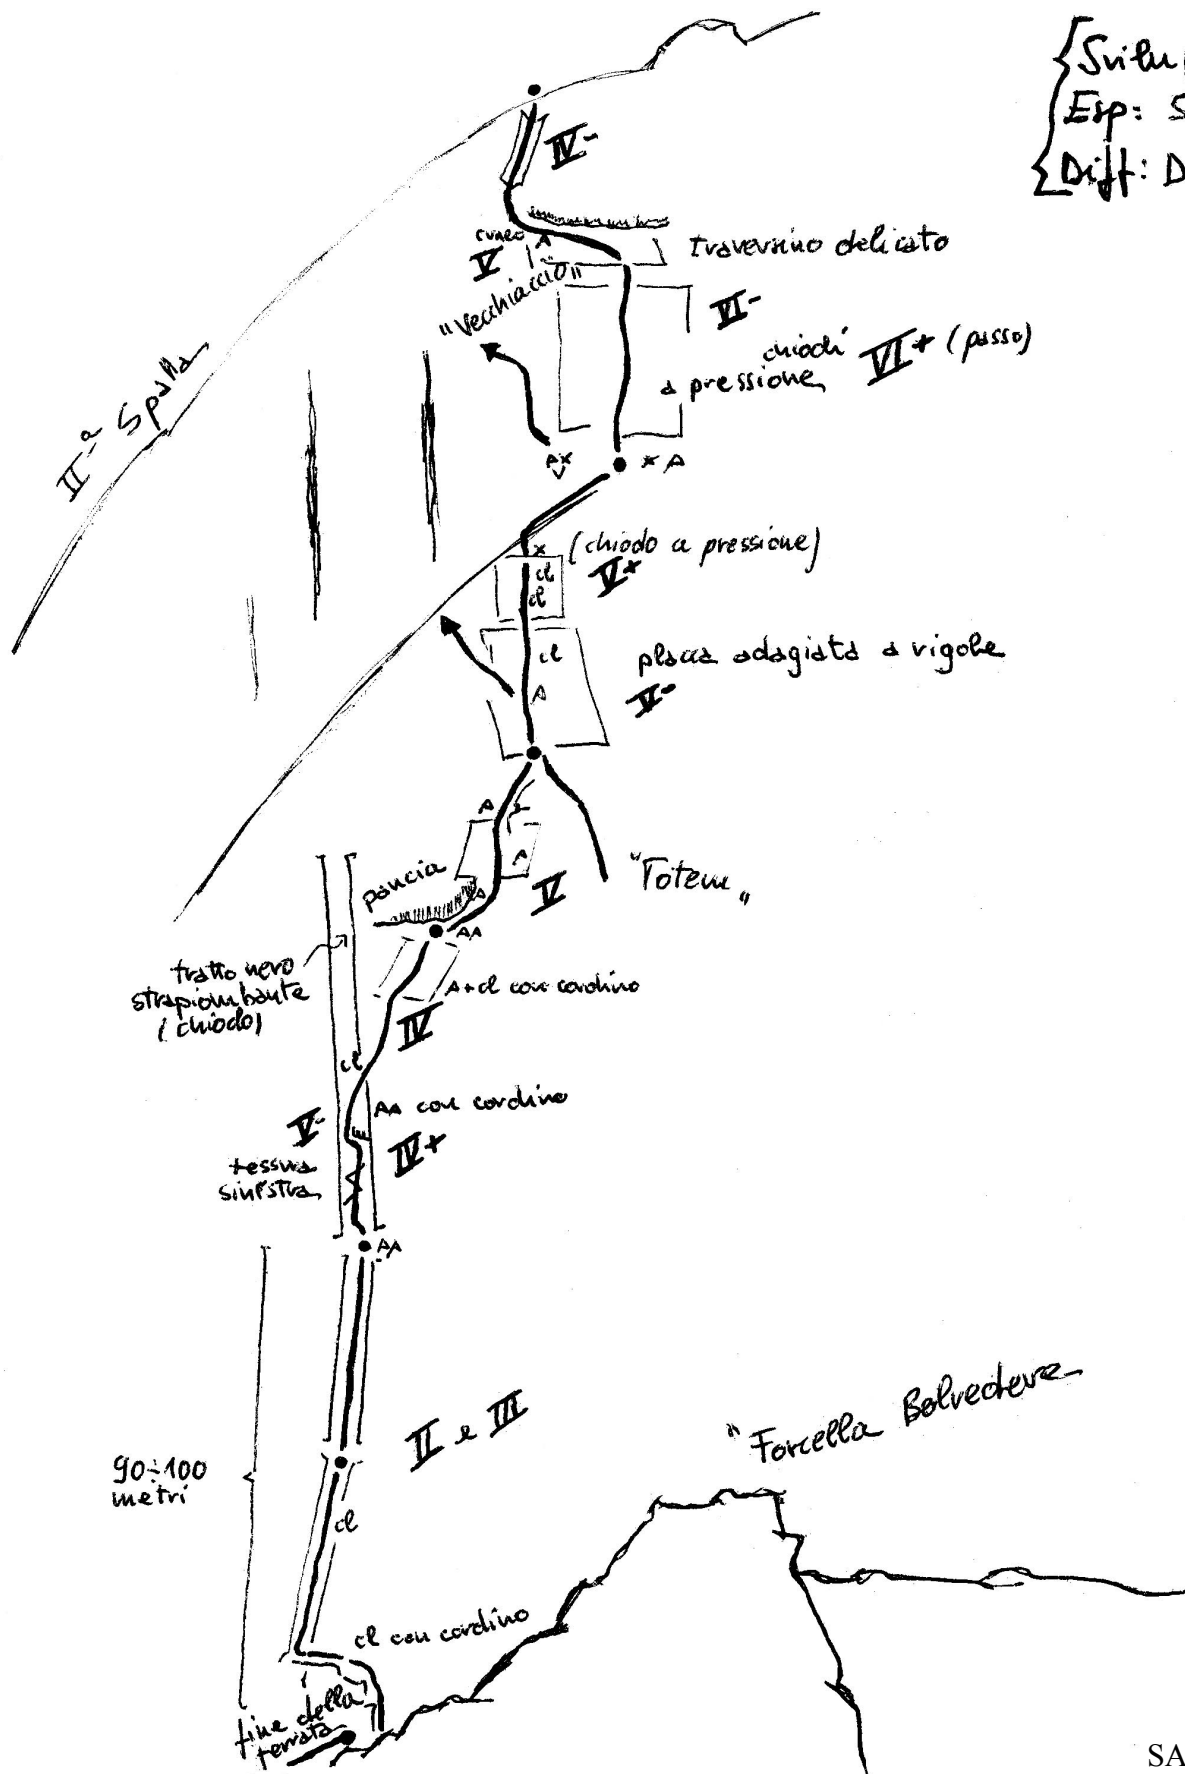 {Svilu
Esp: S
Diff: D
IV-
cuneo
V
A
traversino delicato
"Vecchiaccio"
VI-
chiodi
a pressione
VI+ (passo)
IIª Spalla
AX
x A
x (chiodo a pressione)
V+
cl
cl
cl
placca adagiata a rigole
V-
A
A
A
pancia
V
"Totem"
A
AA
tratto nero
strapiombante
(chiodo)
A+cl con cordino
IV
cl
AA con cordino
V-
IV+
fessura
sinistra
AA
II e III
"Forcella Belvedere
90÷100
metri
cl
cl con cordino
fine della
ferrata
SA